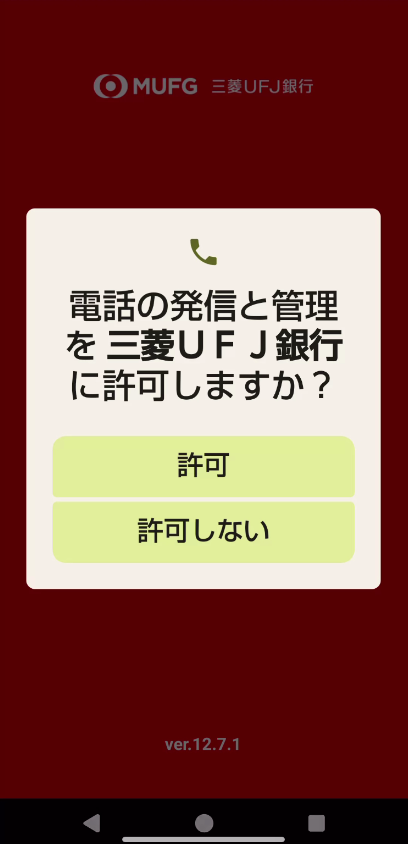 MUFG 三菱UFJ銀行
電話の発信と管理
を 三菱ＵＦＪ銀行
に許可しますか？
許可
許可しない
ver.12.7.1